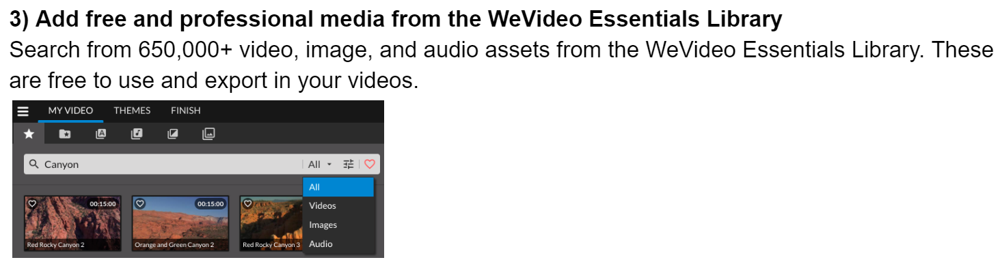 3) Add free and professional media from the WeVideo Essentials Library
Search from 650,000+ video, image, and audio assets from the WeVideo Essentials Library. These
are free to use and export in your videos.
MY VIDEO THEMES FINISH
A
Canyon All
All
Videos
Images
Audio
00:15:00 00:15:00
Red Rocky Canyon 2 Orange and Green Canyon 2 Red Rocky Canyon 3